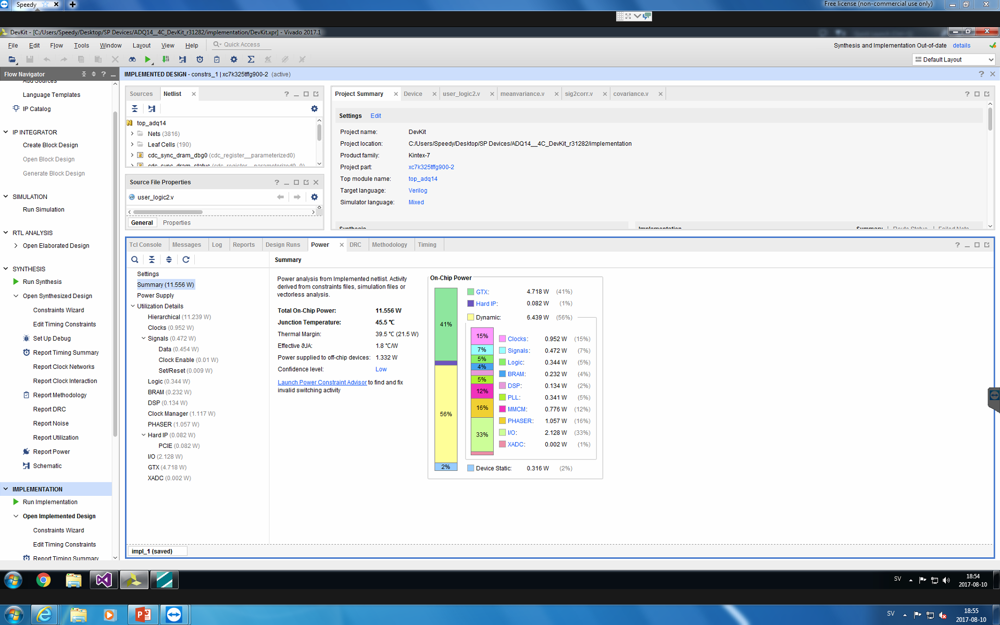 Speedy
Free license (non-commercial use only)
DevKit - [C:/Users/Speedy/Desktop/SP Devices/ADQ14__4C_DevKit_r31282/implementation/DevKit.xpr] - Vivado 2017.1
File Edit Flow Tools Window Layout View Help Quick Access
Synthesis and Implementation Out-of-date details
Default Layout
Flow Navigator
IMPLEMENTED DESIGN - constrs_1 | xc7k325tffg900-2 (active)
Add Sources
Language Templates
IP Catalog
IP INTEGRATOR
Create Block Design
Open Block Design
Generate Block Design
SIMULATION
Run Simulation
RTL ANALYSIS
Open Elaborated Design
SYNTHESIS
Run Synthesis
Open Synthesized Design
Constraints Wizard
Edit Timing Constraints
Set Up Debug
Report Timing Summary
Report Clock Networks
Report Clock Interaction
Report Methodology
Report DRC
Report Noise
Report Utilization
Report Power
Schematic
IMPLEMENTATION
Run Implementation
Open Implemented Design
Constraints Wizard
Edit Timing Constraints
Report Timing Summary
Sources Netlist
top_adq14
Nets (3816)
Leaf Cells (190)
cdc_sync_dram_dbg0 (cdc_register__parameterized0)
cdc_sync_dram_status (cdc_register__parameterized0_0)
Source File Properties
user_logic2.v
General Properties
Project Summary Device user_logic2.v meanvariance.v sig2corr.v covariance.v
Settings Edit
Project name: DevKit
Project location: C:/Users/Speedy/Desktop/SP Devices/ADQ14__4C_DevKit_r31282/implementation
Product family: Kintex-7
Project part: xc7k325tffg900-2
Top module name: top_adq14
Target language: Verilog
Simulator language: Mixed
Synthesis Implementation Summary | Route Status | Failed Nets
Tcl Console Messages Log Reports Design Runs Power DRC Methodology Timing
Summary
Settings
Summary (11.556 W)
Power Supply
Utilization Details
Hierarchical (11.239 W)
Clocks (0.952 W)
Signals (0.472 W)
Data (0.454 W)
Clock Enable (0.01 W)
Set/Reset (0.009 W)
Logic (0.344 W)
BRAM (0.232 W)
DSP (0.134 W)
Clock Manager (1.117 W)
PHASER (1.057 W)
Hard IP (0.082 W)
PCIE (0.082 W)
I/O (2.128 W)
GTX (4.718 W)
XADC (0.002 W)
Power analysis from Implemented netlist. Activity
derived from constraints files, simulation files or
vectorless analysis.
Total On-Chip Power: 11.556 W
Junction Temperature: 45.5 °C
Thermal Margin: 39.5 °C (21.5 W)
Effective ϑJA: 1.8 °C/W
Power supplied to off-chip devices: 1.332 W
Confidence level: Low
Launch Power Constraint Advisor to find and fix
invalid switching activity
On-Chip Power
41%
56%
2%
GTX: 4.718 W (41%)
Hard IP: 0.082 W (1%)
Dynamic: 6.439 W (56%)
15% Clocks: 0.952 W (15%)
7% Signals: 0.472 W (7%)
5% Logic: 0.344 W (5%)
4% BRAM: 0.232 W (4%)
DSP: 0.134 W (2%)
5% PLL: 0.341 W (5%)
12% MMCM: 0.776 W (12%)
16% PHASER: 1.057 W (16%)
33% I/O: 2.128 W (33%)
XADC: 0.002 W (1%)
Device Static: 0.316 W (2%)
impl_1 (saved)
SV 18:54
2017-08-10
SV 18:55
2017-08-10